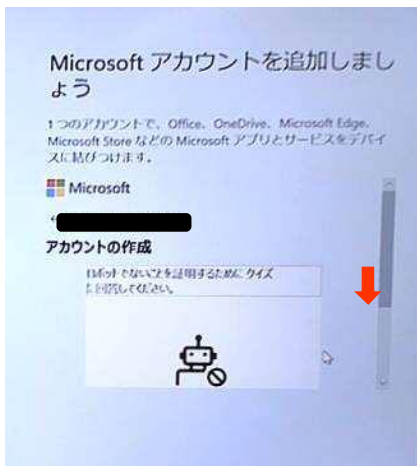 Microsoft アカウントを追加しまし
ょう
1 つのアカウントで、Office、OneDrive、Microsoft Edge、
Microsoft Store などの Microsoft アプリとサービスをデバイ
スに結びつけます。
Microsoft
アカウントの作成
ロボットでないことを証明するために クイズ
に回答してください。